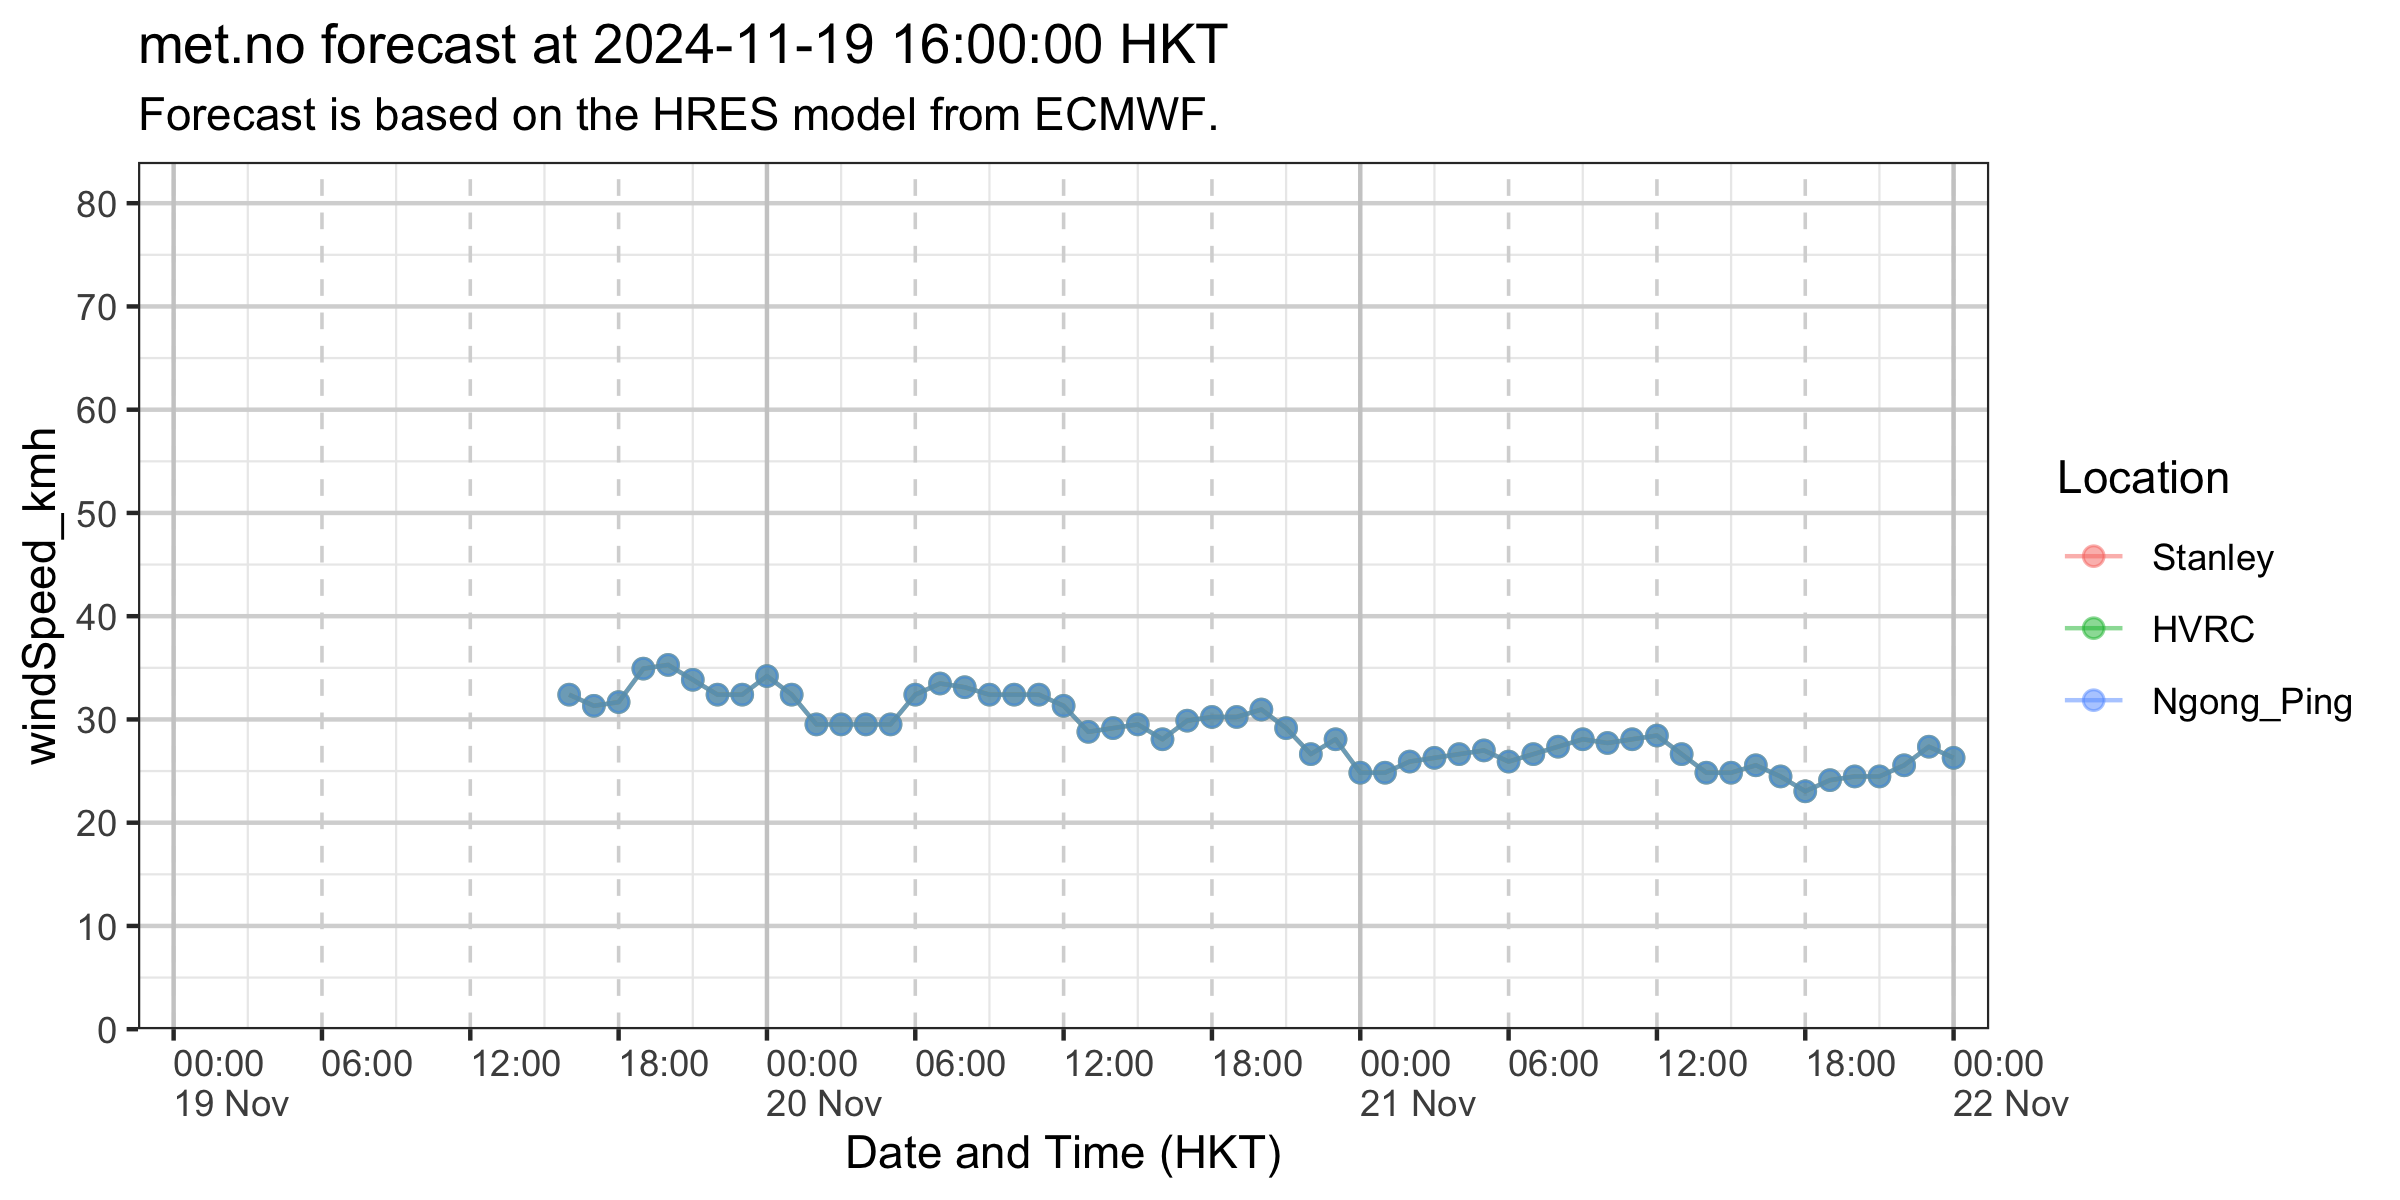 met.no forecast at 2024-11-19 16:00:00 HKT
Forecast is based on the HRES model from ECMWF.
windSpeed_kmh
80
70
60
50
40
30
20
10
0
00:00 06:00 12:00 18:00 00:00 06:00 12:00 18:00 00:00 06:00 12:00 18:00 00:00
19 Nov 20 Nov 21 Nov 22 Nov
Date and Time (HKT)
Location
Stanley
HVRC
Ngong_Ping